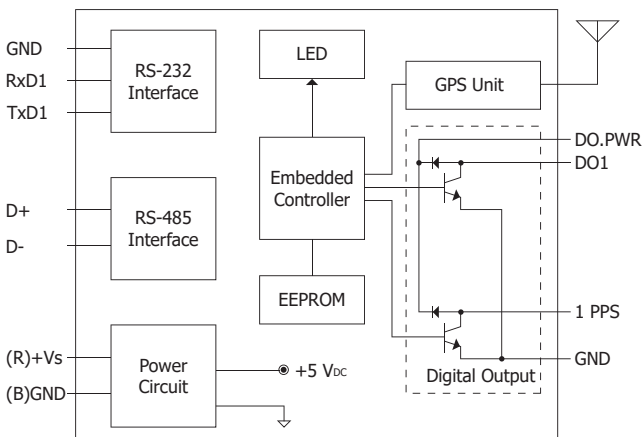 GND
RxD1
TxD1
RS-232
Interface
LED
GPS Unit
DO.PWR
DO1
D+
D-
RS-485
Interface
Embedded
Controller
EEPROM
1 PPS
GND
Digital Output
(R)+Vs
(B)GND
Power
Circuit
+5 VDC